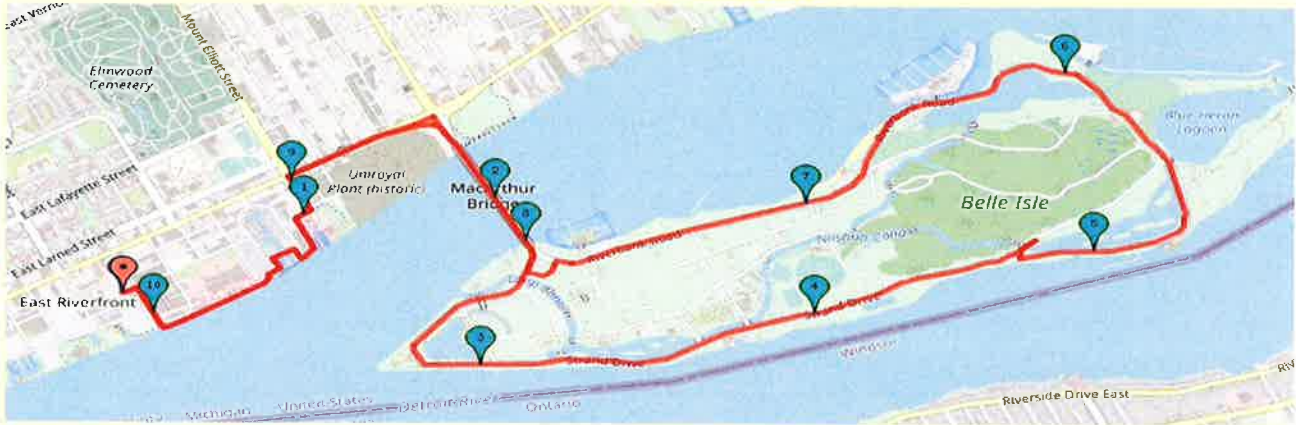 Mount Elliott Street
Elmwood
Cemetery
9
1
Uniroyal
Plant (historic)
East Lafayette Street
East Larned Street
East Riverfront
10
2
MacArthur
Bridge
8
Riverbank Road
3
Strand Drive
7
Riverbank Road
6
Blue Heron
Lagoon
Belle Isle
5
4
Strand Drive
Michigan
United States
Detroit River
Ontario
Windsor
Riverside Drive East